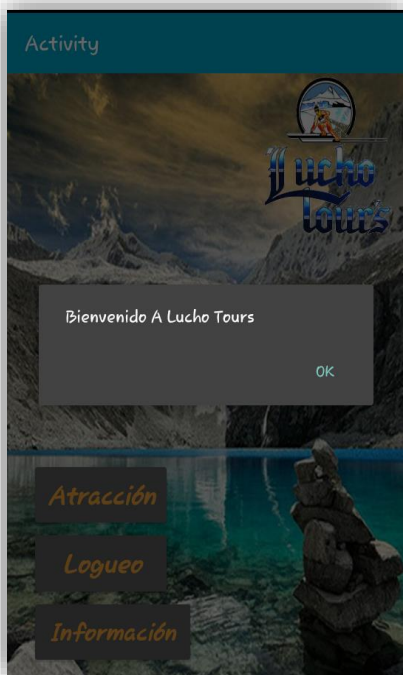 Activity
Lucho
Tours
Bienvenido A Lucho Tours
OK
Atracción
Logueo
Información